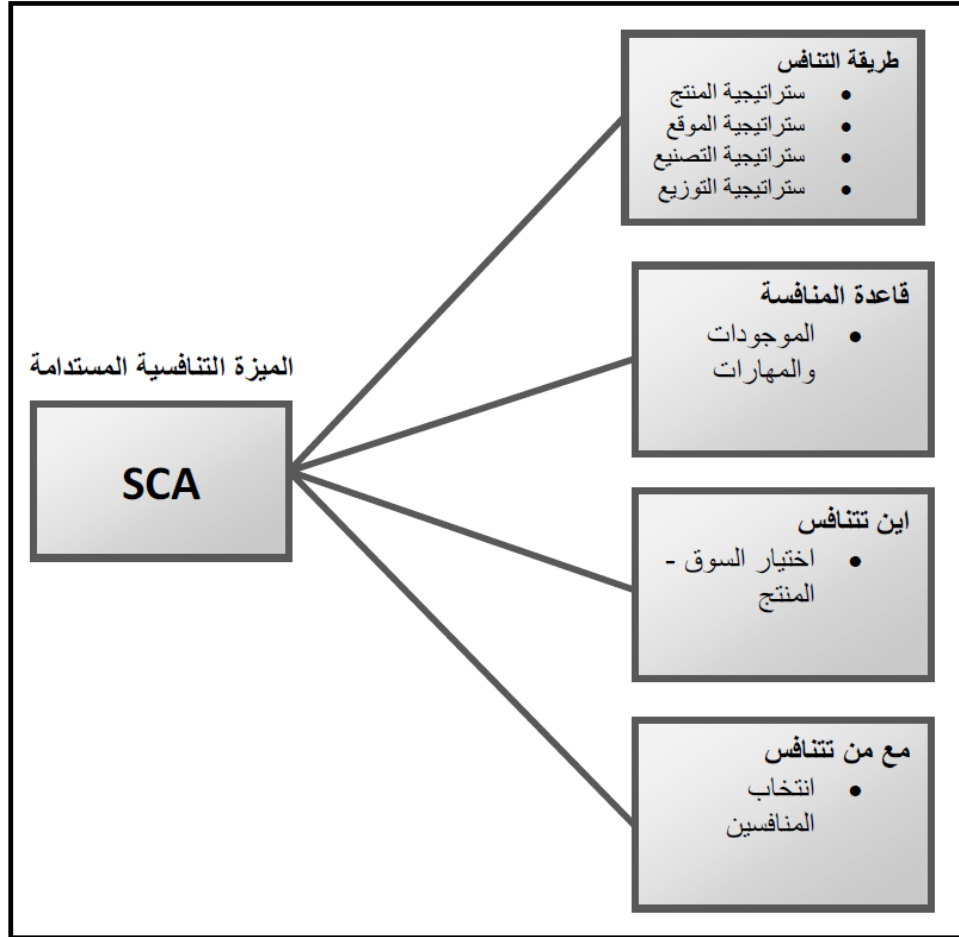 طريقة التنافس
• ستراتيجية المنتج
• ستراتيجية الموقع
• ستراتيجية التصنيع
• ستراتيجية التوزيع
قاعدة المنافسة
• الموجودات
والمهارات
الميزة التنافسية المستدامة
SCA
اين تتنافس
• اختيار السوق -
المنتج
مع من تتنافس
• انتخاب
المنافسين